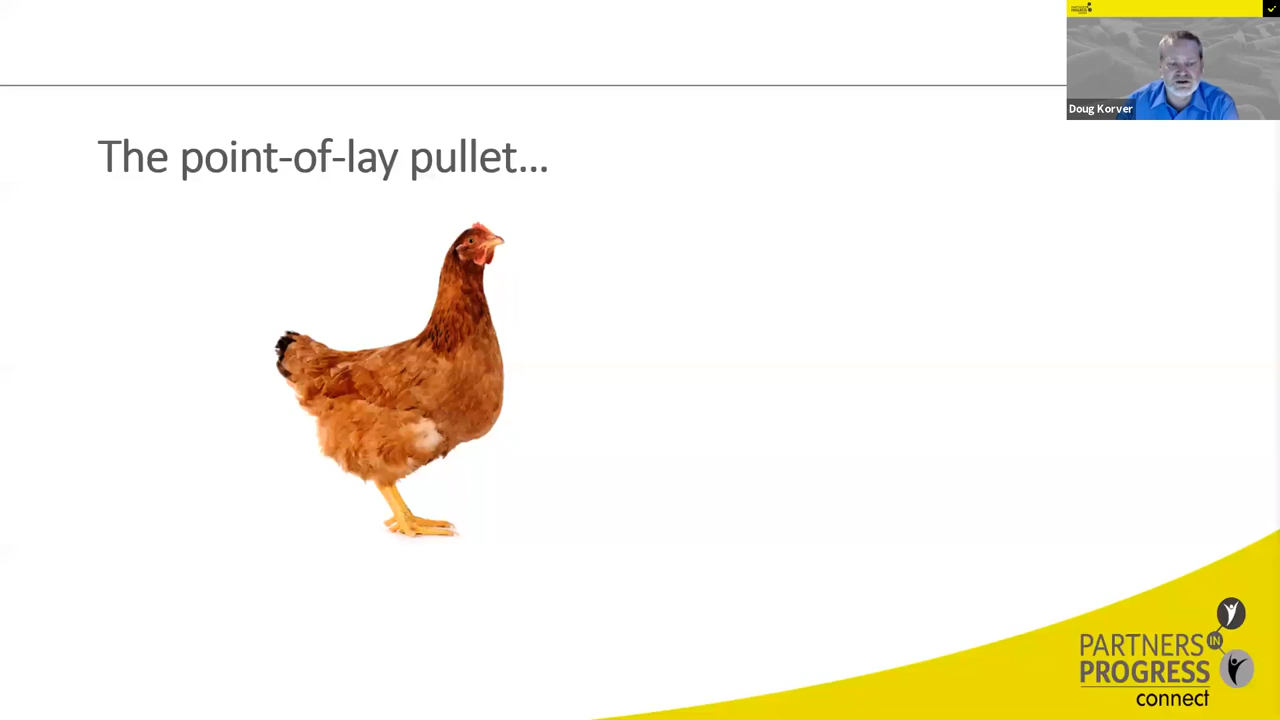 Doug Korver
The point-of-lay pullet...
PARTNERS
IN
PROGRESS
connect